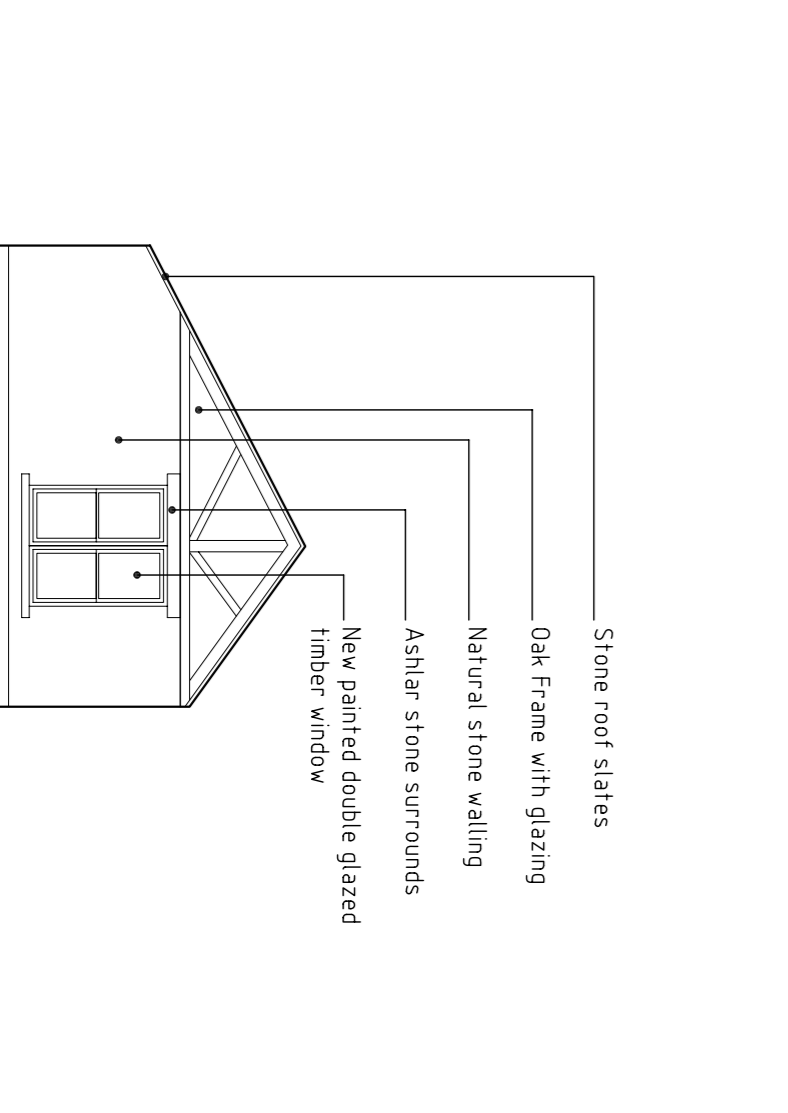 Stone roof slates
Oak Frame with glazing
Natural stone walling
Ashlar stone surrounds
New painted double glazed
timber window